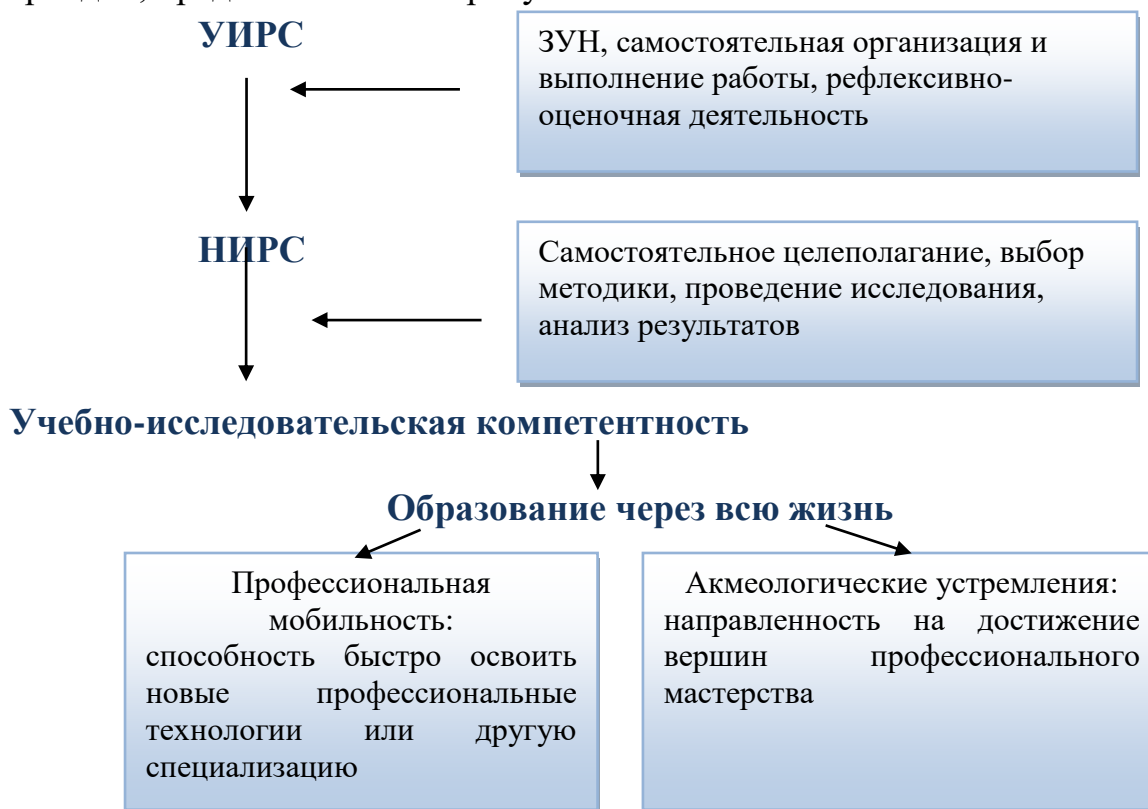 УИРС
ЗУН, самостоятельная организация и
выполнение работы, рефлексивно-
оценочная деятельность
НИРС
Самостоятельное целеполагание, выбор
методики, проведение исследования,
анализ результатов
Учебно-исследовательская компетентность
Образование через всю жизнь
Профессиональная
мобильность:
способность быстро освоить
новые профессиональные
технологии или другую
специализацию
Акмеологические устремления:
направленность на достижение
вершин профессионального
мастерства